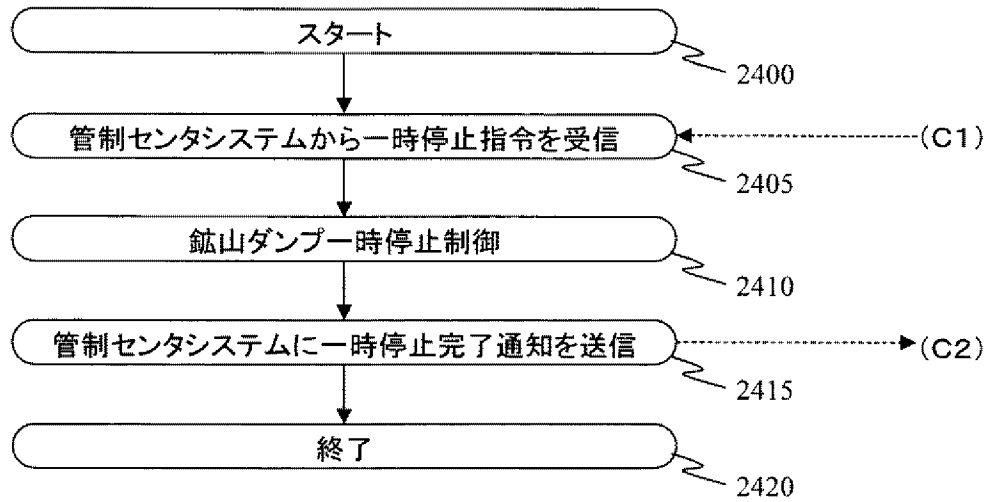 スタート
2400
管制センタシステムから一時停止指令を受信
(C1)
2405
鉱山ダンプ一時停止制御
2410
管制センタシステムに一時停止完了通知を送信
(C2)
2415
終了
2420